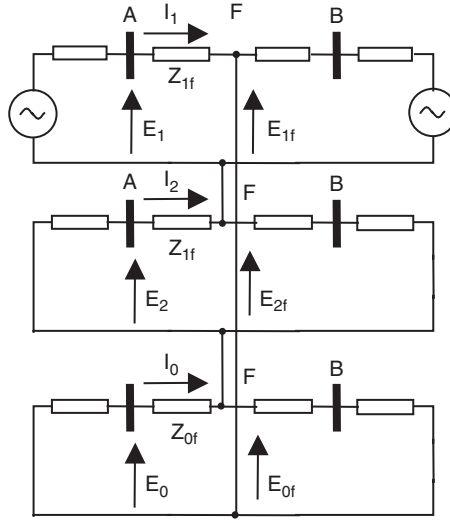 A I₁ F B
Z₁f
E₁ E₁f
A I₂ F B
Z₁f
E₂ E₂f
I₀ F B
Z₀f
E₀ E₀f